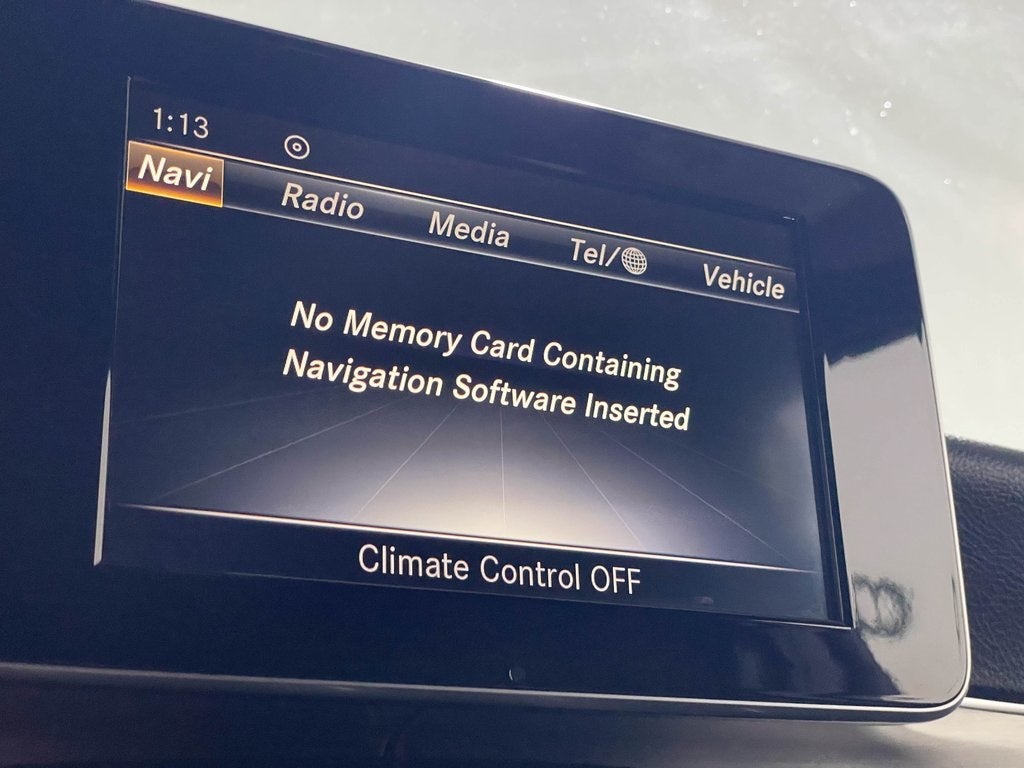 1:13
Navi Radio Media Tel/ Vehicle
No Memory Card Containing
Navigation Software Inserted
Climate Control OFF